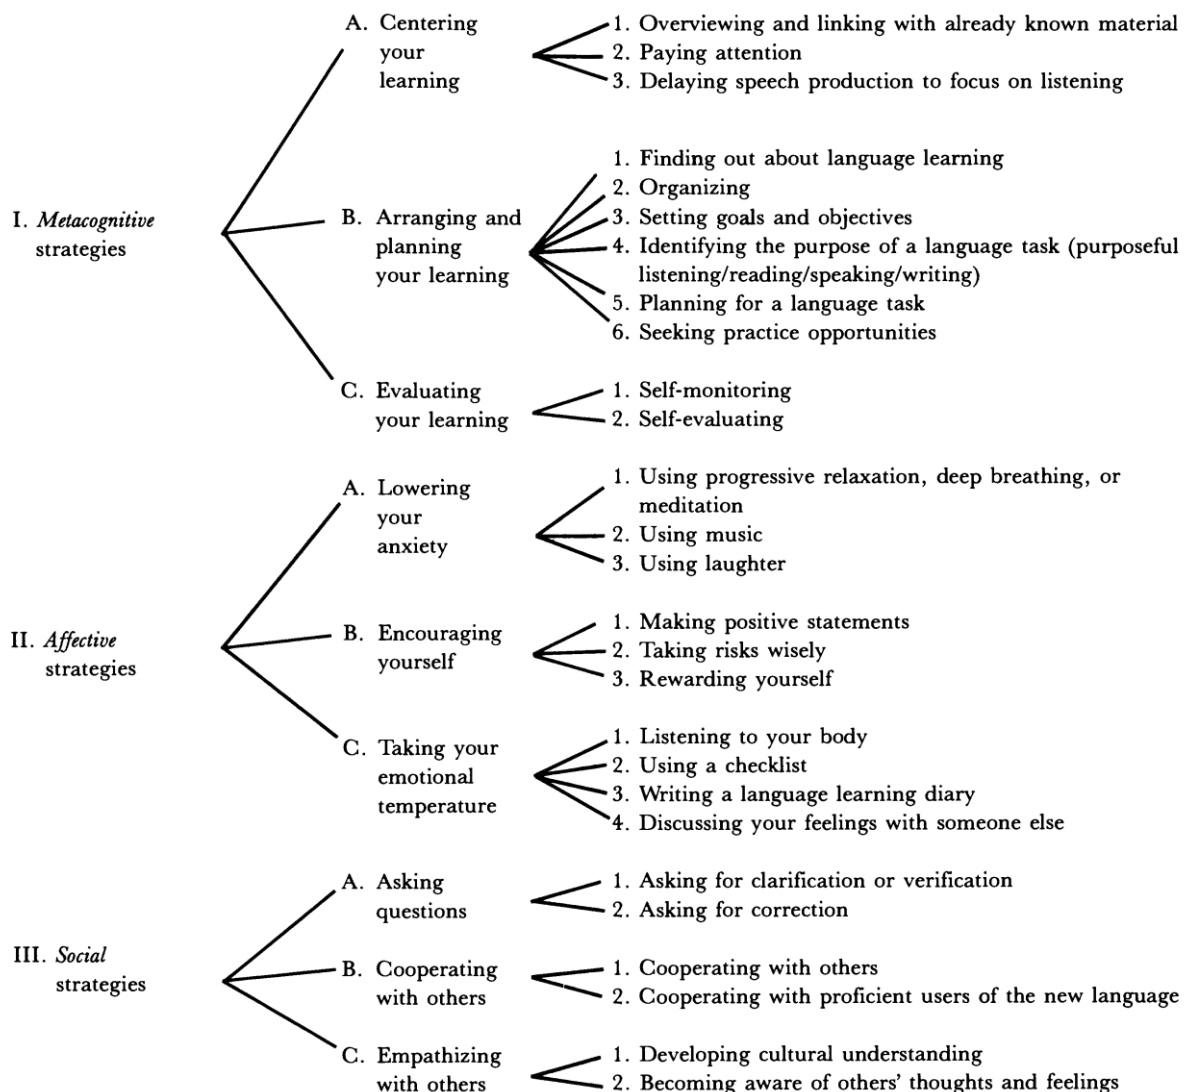 A. Centering
your
learning
1. Overviewing and linking with already known material
2. Paying attention
3. Delaying speech production to focus on listening
I. Metacognitive
strategies
B. Arranging and
planning
your learning
1. Finding out about language learning
2. Organizing
3. Setting goals and objectives
4. Identifying the purpose of a language task (purposeful
listening/reading/speaking/writing)
5. Planning for a language task
6. Seeking practice opportunities
C. Evaluating
your learning
1. Self-monitoring
2. Self-evaluating
A. Lowering
your
anxiety
1. Using progressive relaxation, deep breathing, or
meditation
2. Using music
3. Using laughter
II. Affective
strategies
B. Encouraging
yourself
1. Making positive statements
2. Taking risks wisely
3. Rewarding yourself
C. Taking your
emotional
temperature
1. Listening to your body
2. Using a checklist
3. Writing a language learning diary
4. Discussing your feelings with someone else
A. Asking
questions
1. Asking for clarification or verification
2. Asking for correction
III. Social
strategies
B. Cooperating
with others
1. Cooperating with others
2. Cooperating with proficient users of the new language
C. Empathizing
with others
1. Developing cultural understanding
2. Becoming aware of others' thoughts and feelings